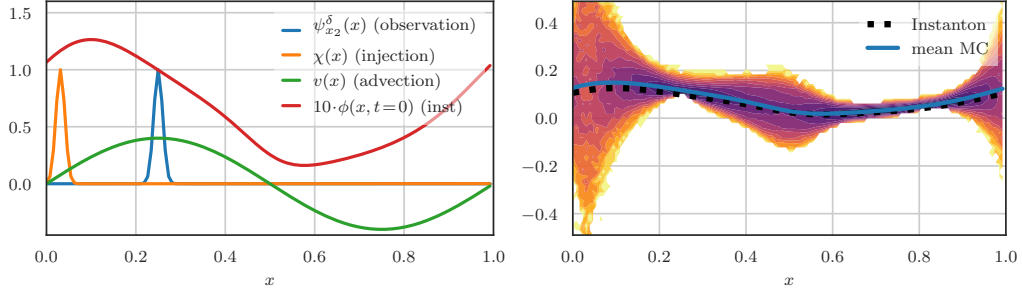 1.5
1.0
0.5
0.0
0.0
0.2
0.4
0.6
0.8
1.0
x
ψ^δ_{x_2}(x) (observation)
χ(x) (injection)
v(x) (advection)
10·ϕ(x, t=0) (inst)
0.4
0.2
0.0
−0.2
−0.4
0.0
0.2
0.4
0.6
0.8
1.0
x
Instanton
mean MC